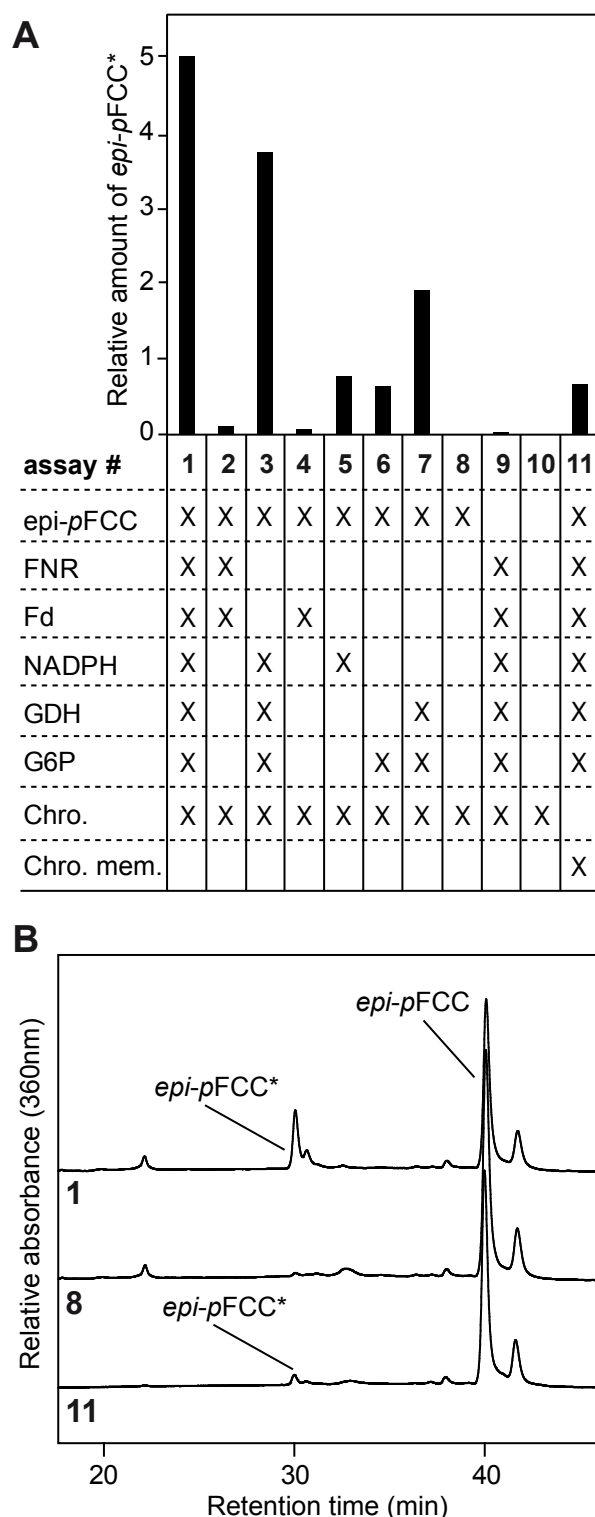 A
Relative amount of epi-pFCC*
5
4
3
2
1
0
assay # 1 2 3 4 5 6 7 8 9 10 11
epi-pFCC X X X X X X X X X
FNR X X X X
Fd X X X X X
NADPH X X X X X
GDH X X X X X
G6P X X X X X X
Chro. X X X X X X X X X X
Chro. mem. X
B
Relative absorbance (360nm)
epi-pFCC
epi-pFCC*
1
8
epi-pFCC*
11
20 30 40
Retention time (min)